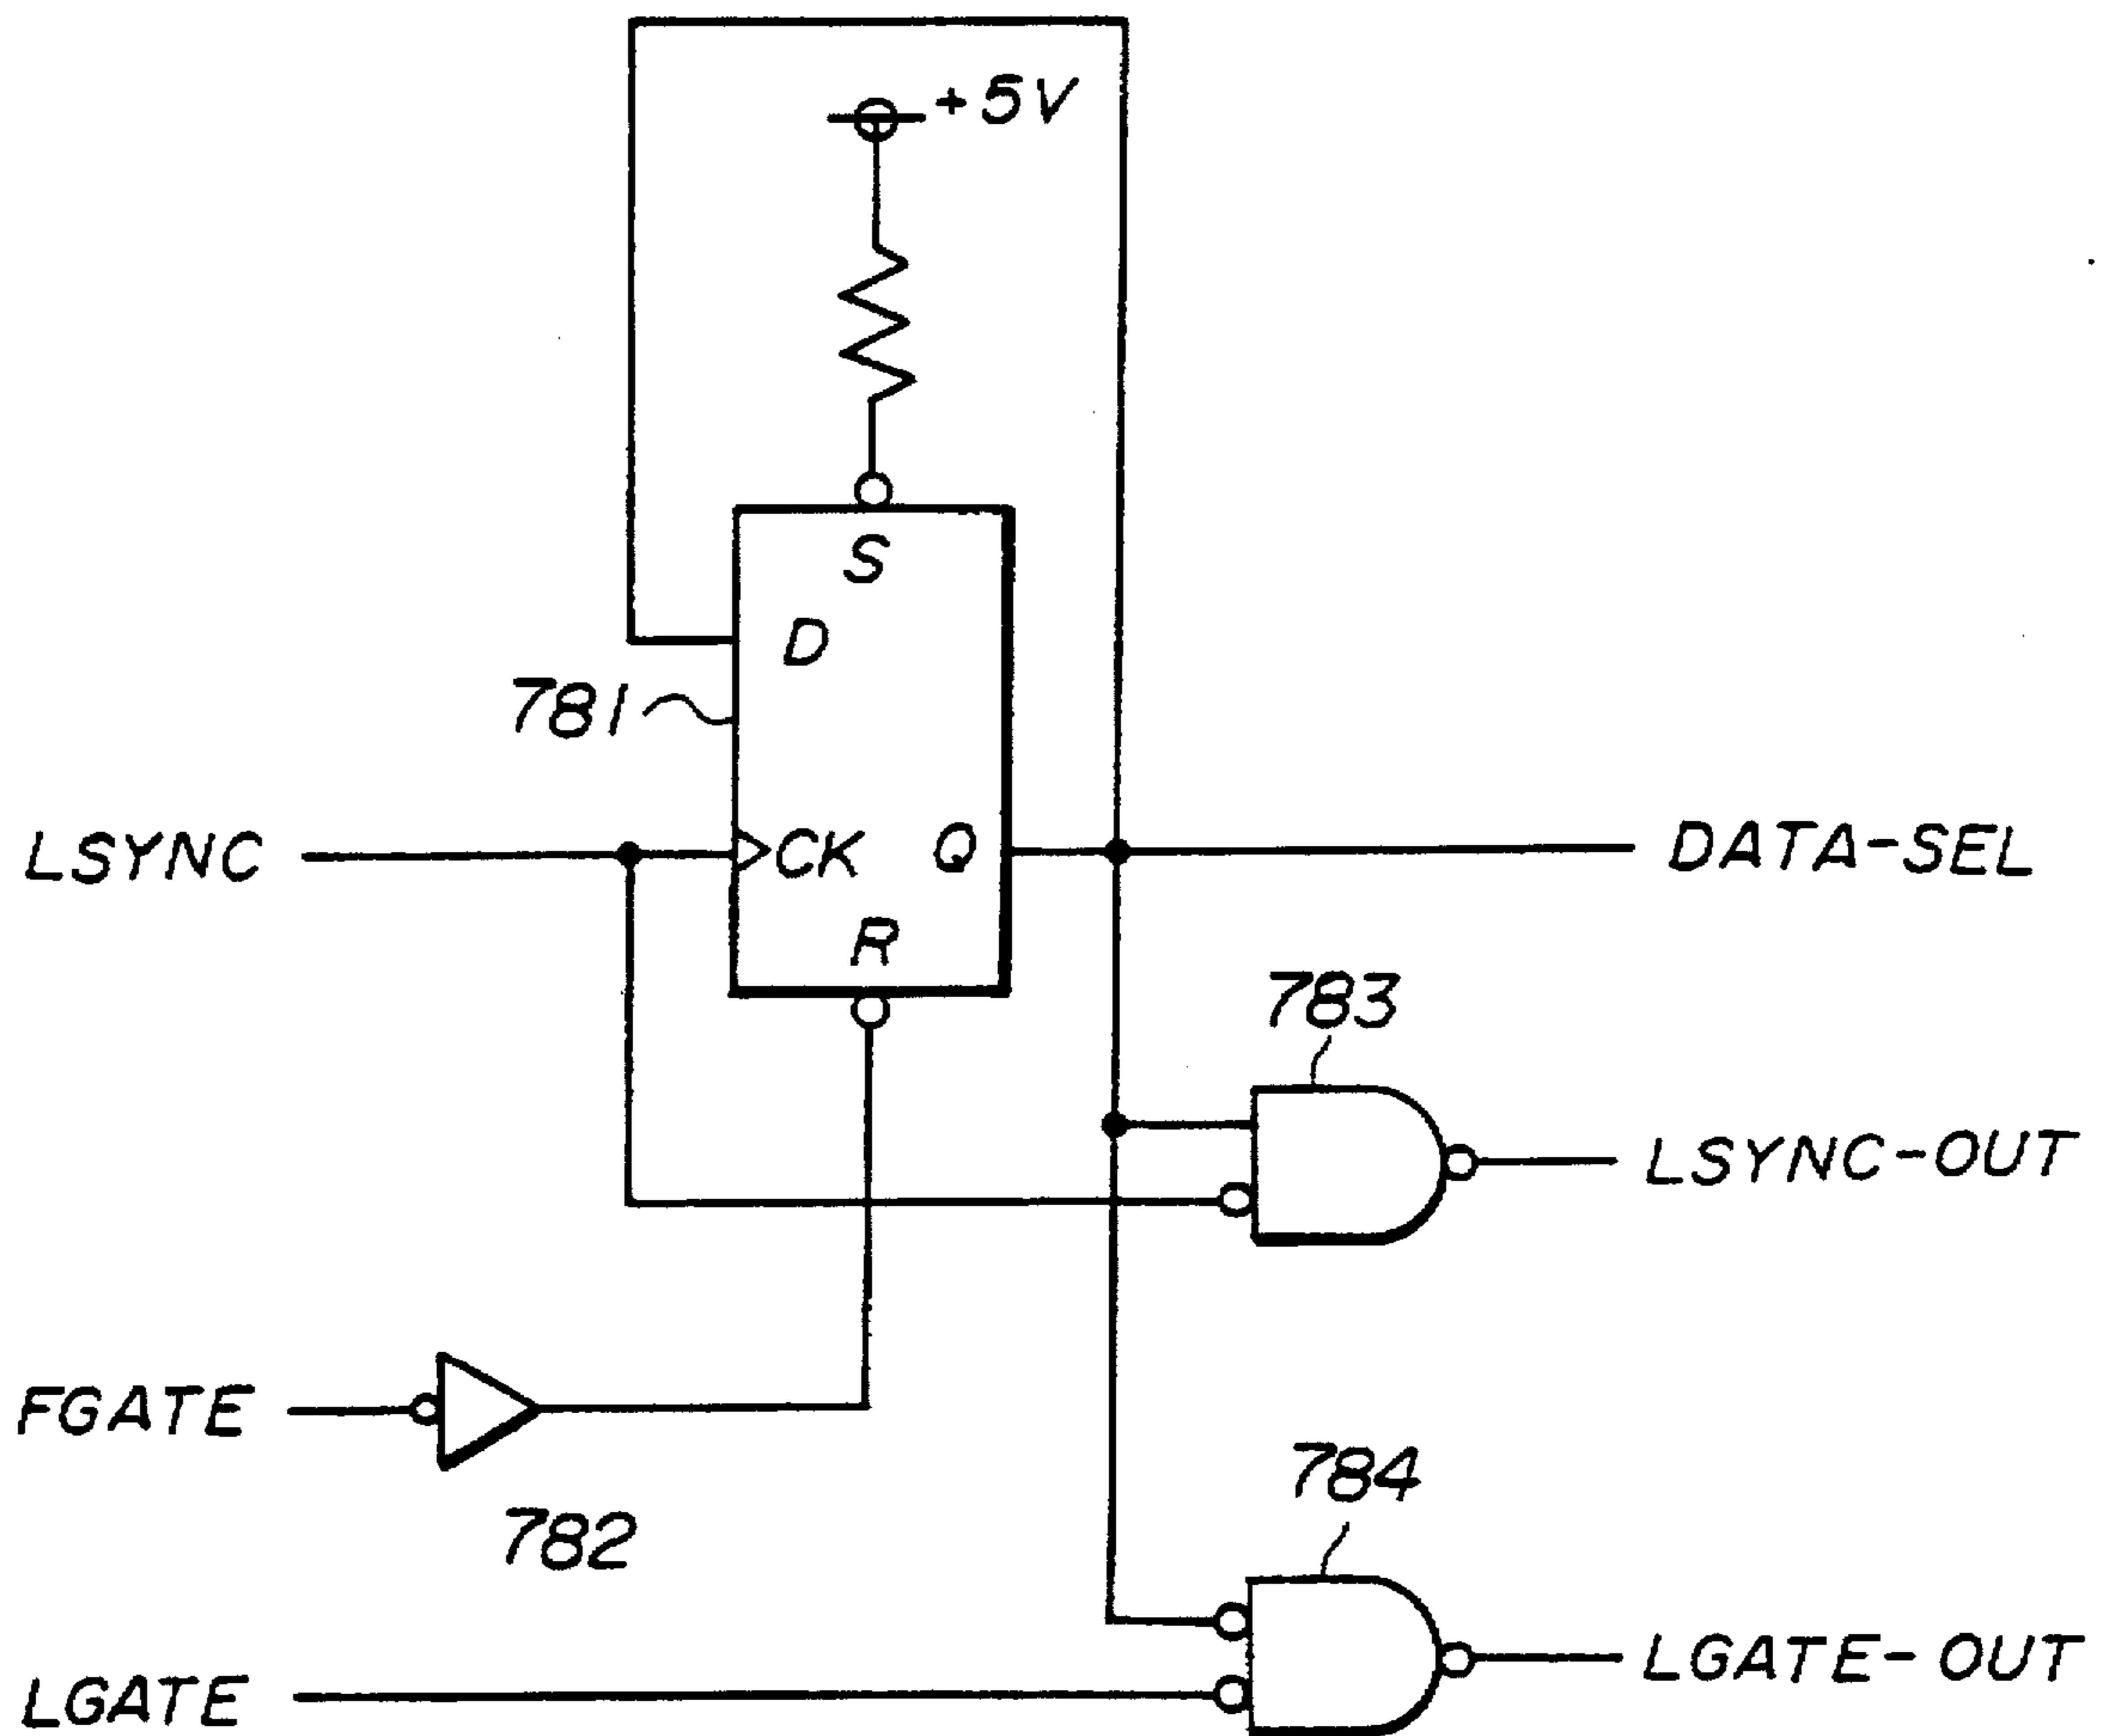 +5V
S
D
781
LSYNC
CK
Q
DATA-SEL
R
783
LSYNC-OUT
FGATE
782
784
LGATE
LGATE-OUT